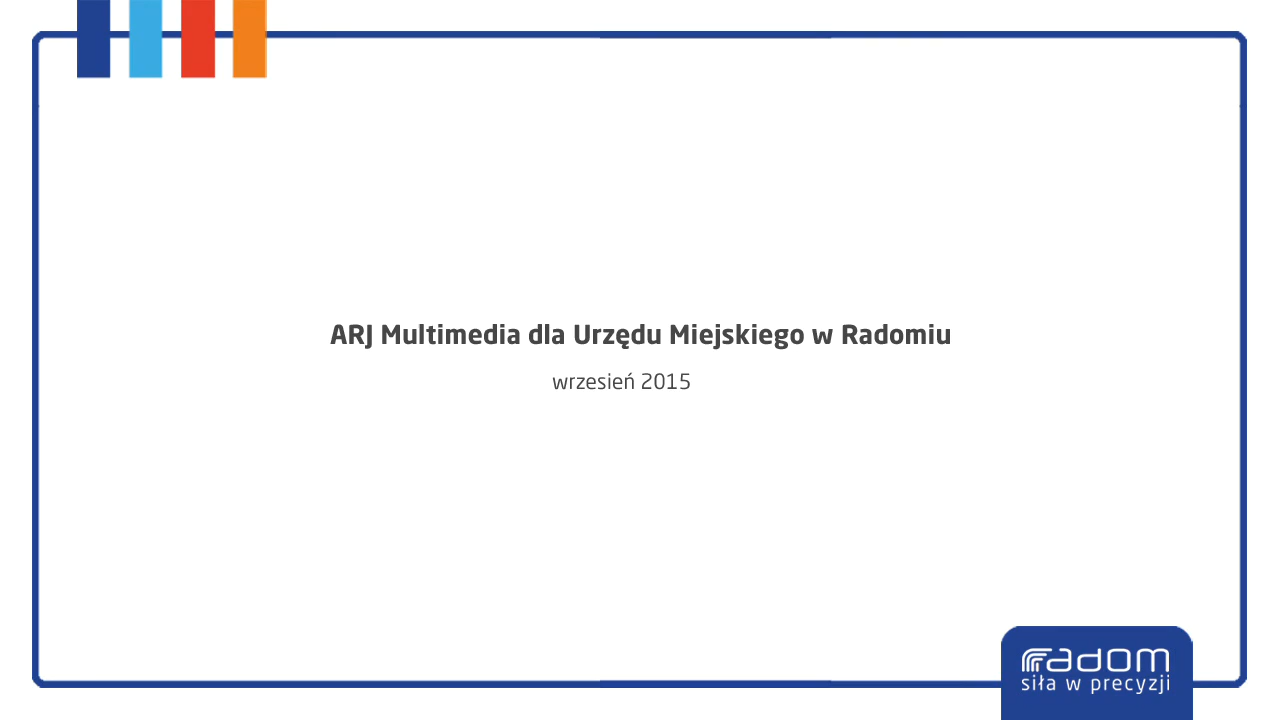 ARJ Multimedia dla Urzędu Miejskiego w Radomiu
wrzesień 2015
radom
siła w precyzji